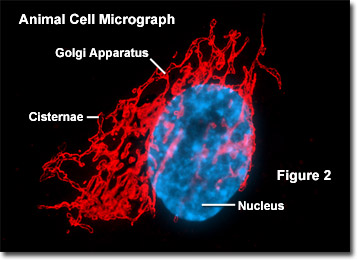 Animal Cell Micrograph
Golgi Apparatus
Cisternae
Figure 2
Nucleus